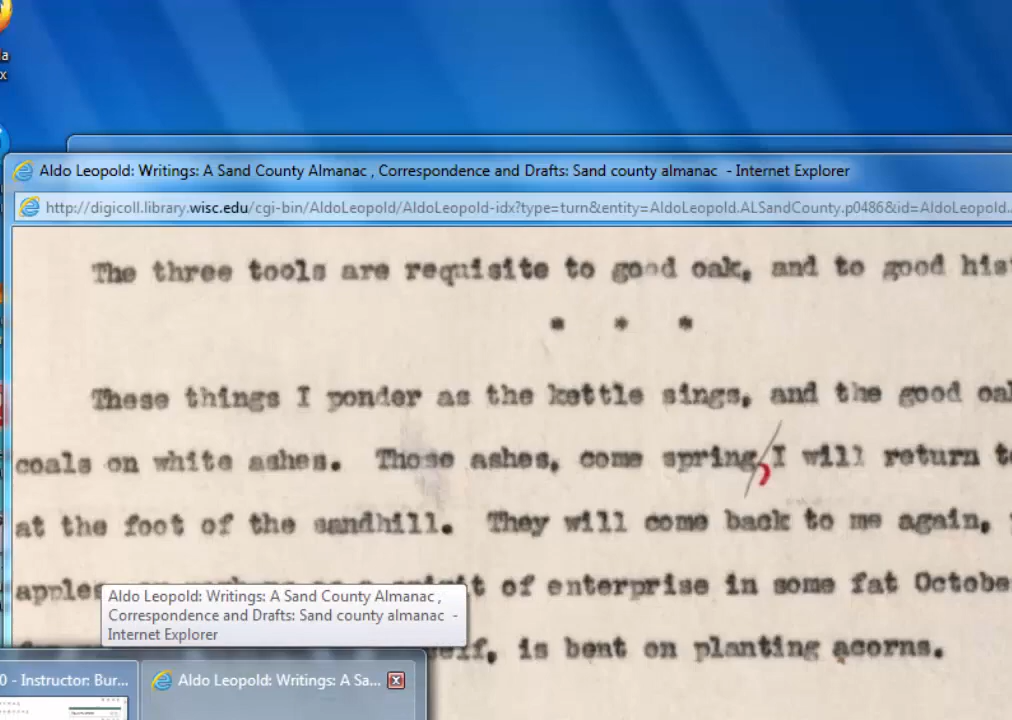 a
x
Aldo Leopold: Writings: A Sand County Almanac , Correspondence and Drafts: Sand county almanac - Internet Explorer
http://digicoll.library.wisc.edu/cgi-bin/AldoLeopold/AldoLeopold-idx?type=turn&entity=AldoLeopold.ALSandCounty.p0486&id=AldoLeopold..
The three tools are requisite to good oak, and to good his
* * *
These things I ponder as the kettle sings, and the good oa
coals on white ashes. Those ashes, come spring, I will return t
at the foot of the sandhill. They will come back to me again,
apples of enterprise in some fat Octobe
Aldo Leopold: Writings: A Sand County Almanac ,
Correspondence and Drafts: Sand county almanac -
Internet Explorer
elf, is bent on planting acorns.
0 - Instructor: Bur... Aldo Leopold: Writings: A Sa...